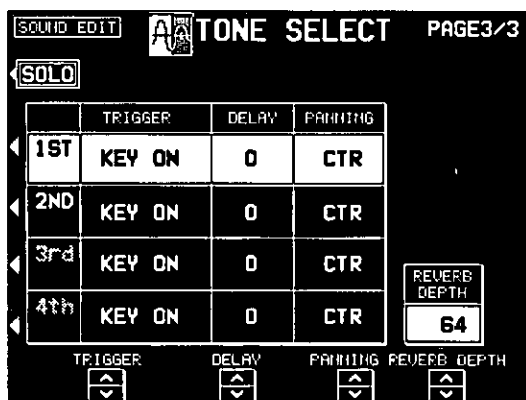 SOUND EDIT TONE SELECT PAGE3/3
SOLO
TRIGGER DELAY PANNING
1ST KEY ON 0 CTR
2ND KEY ON 0 CTR
3rd KEY ON 0 CTR
4th KEY ON 0 CTR
REVERB
DEPTH
64
TRIGGER DELAY PANNING REVERB DEPTH